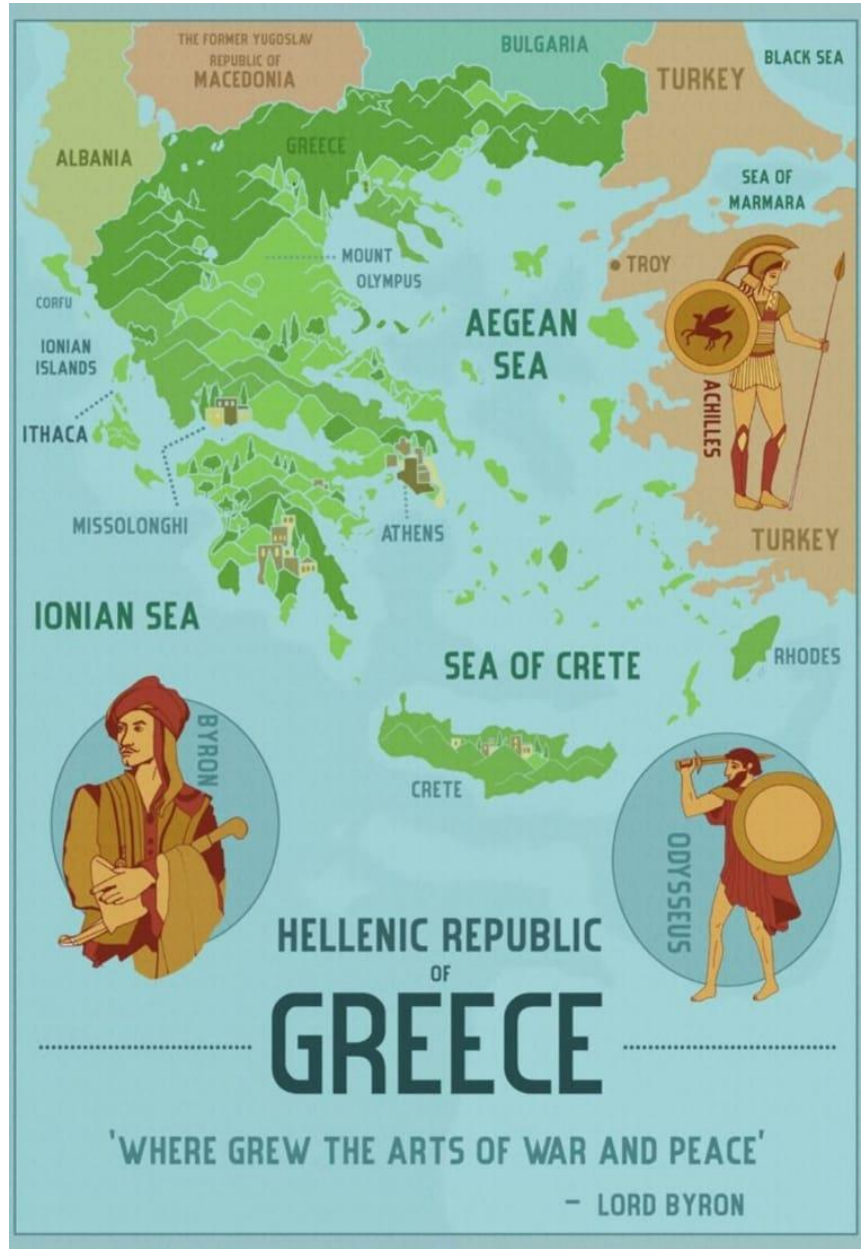 THE FORMER YUGOSLAV
REPUBLIC OF
MACEDONIA
BULGARIA
BLACK SEA
TURKEY
ALBANIA
GREECE
SEA OF
MARMARA
MOUNT
OLYMPUS
TROY
CORFU
AEGEAN
SEA
IONIAN
ISLANDS
ACHILLES
ITHACA
MISSOLONGHI
ATHENS
TURKEY
IONIAN SEA
SEA OF CRETE
RHODES
BYRON
CRETE
ODYSSEUS
HELLENIC REPUBLIC
OF
GREECE
'WHERE GREW THE ARTS OF WAR AND PEACE'
- LORD BYRON